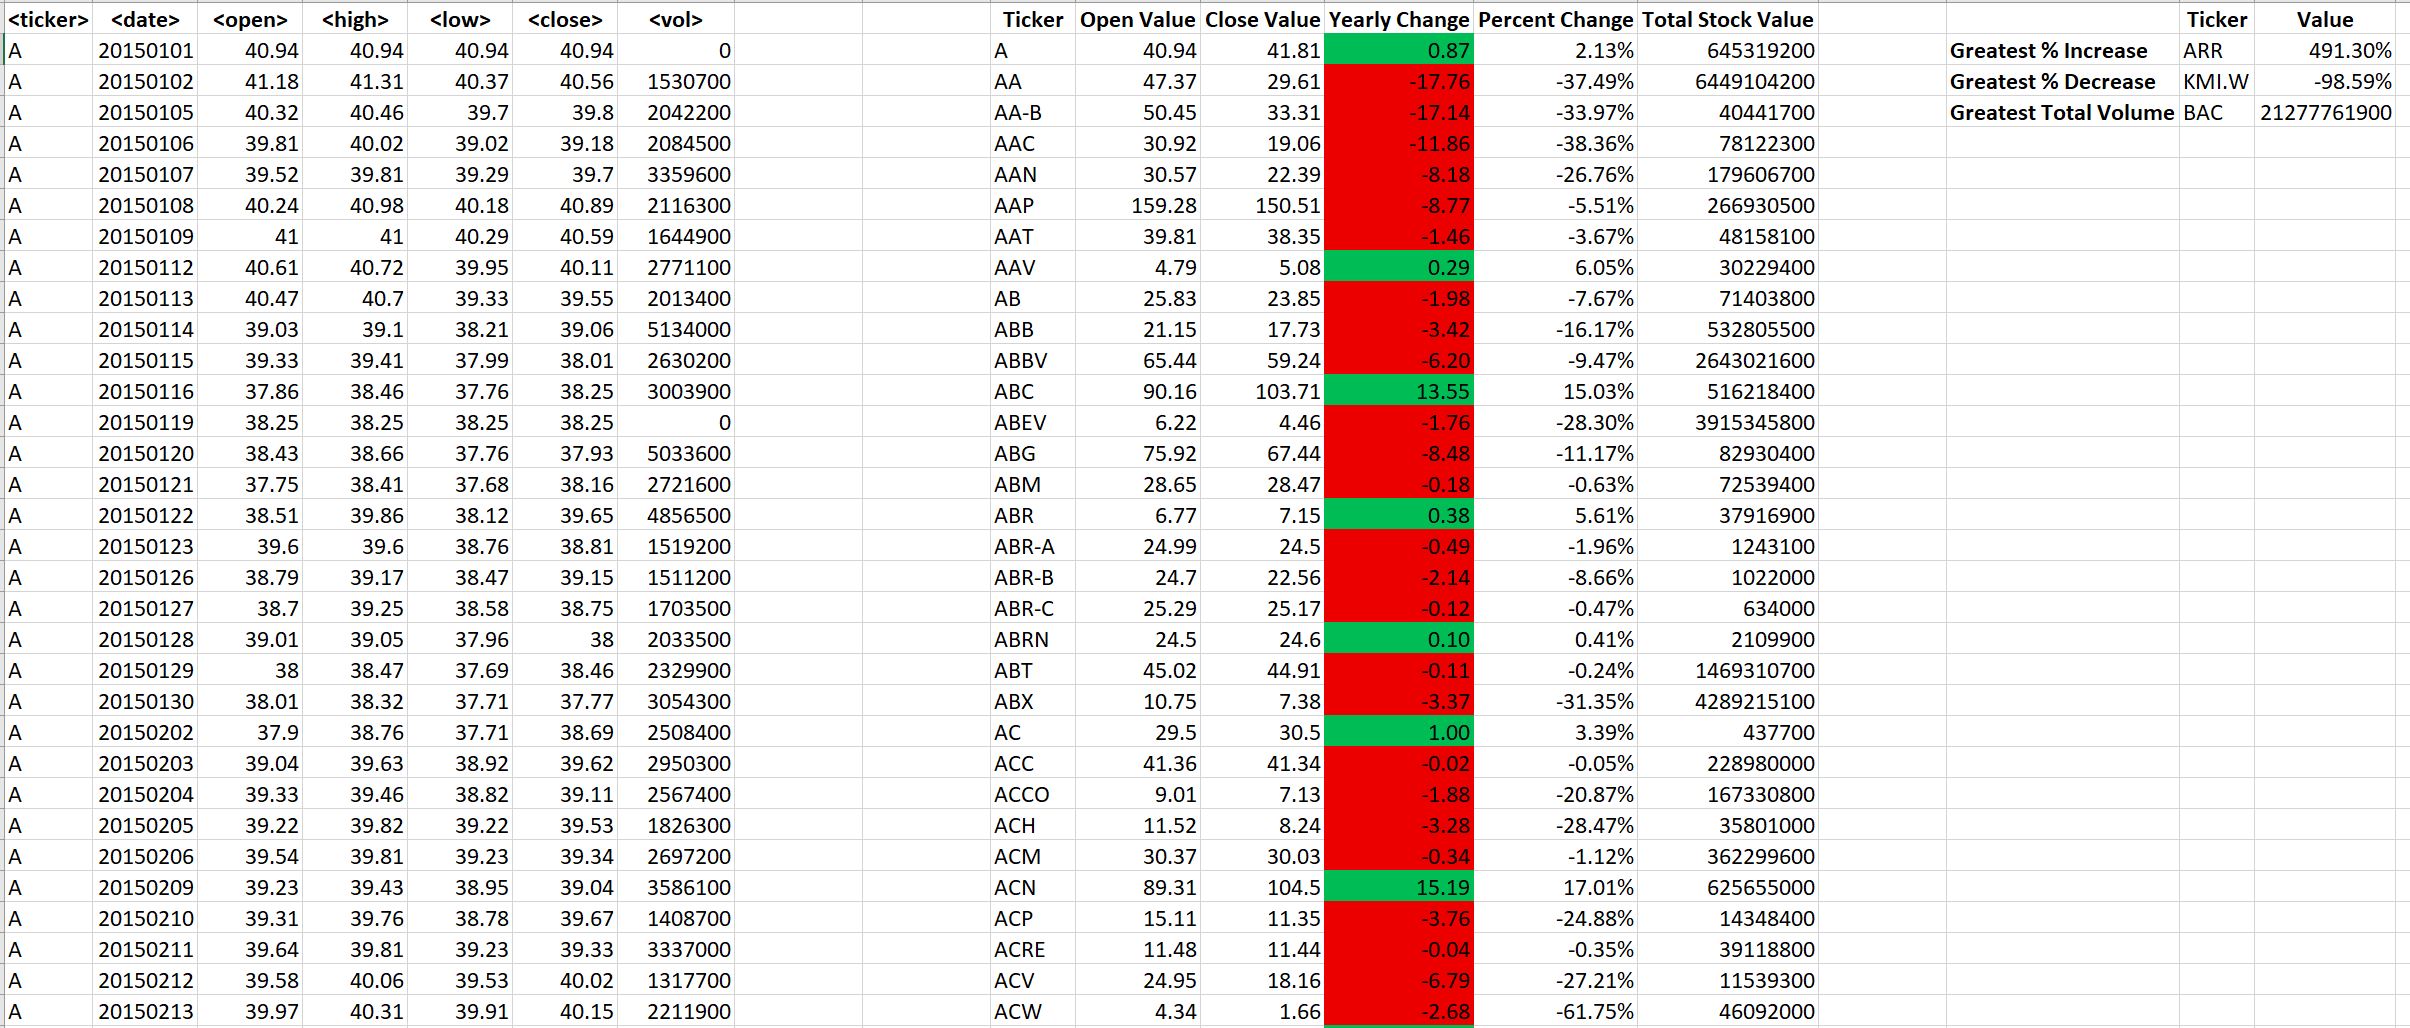 <ticker> <date> <open> <high> <low> <close> <vol> Ticker Open Value Close Value Yearly Change Percent Change Total Stock Value Ticker Value
A 20150101 40.94 40.94 40.94 40.94 0 A 40.94 41.81 0.87 2.13% 645319200 Greatest % Increase ARR 491.30%
A 20150102 41.18 41.31 40.37 40.56 1530700 AA 47.37 29.61 -17.76 -37.49% 6449104200 Greatest % Decrease KMI.W -98.59%
A 20150105 40.32 40.46 39.7 39.8 2042200 AA-B 50.45 33.31 -17.14 -33.97% 40441700 Greatest Total Volume BAC 21277761900
A 20150106 39.81 40.02 39.02 39.18 2084500 AAC 30.92 19.06 -11.86 -38.36% 78122300
A 20150107 39.52 39.81 39.29 39.7 3359600 AAN 30.57 22.39 -8.18 -26.76% 179606700
A 20150108 40.24 40.98 40.18 40.89 2116300 AAP 159.28 150.51 -8.77 -5.51% 266930500
A 20150109 41 41 40.29 40.59 1644900 AAT 39.81 38.35 -1.46 -3.67% 48158100
A 20150112 40.61 40.72 39.95 40.11 2771100 AAV 4.79 5.08 0.29 6.05% 30229400
A 20150113 40.47 40.7 39.33 39.55 2013400 AB 25.83 23.85 -1.98 -7.67% 71403800
A 20150114 39.03 39.1 38.21 39.06 5134000 ABB 21.15 17.73 -3.42 -16.17% 532805500
A 20150115 39.33 39.41 37.99 38.01 2630200 ABBV 65.44 59.24 -6.20 -9.47% 2643021600
A 20150116 37.86 38.46 37.76 38.25 3003900 ABC 90.16 103.71 13.55 15.03% 516218400
A 20150119 38.25 38.25 38.25 38.25 0 ABEV 6.22 4.46 -1.76 -28.30% 3915345800
A 20150120 38.43 38.66 37.76 37.93 5033600 ABG 75.92 67.44 -8.48 -11.17% 82930400
A 20150121 37.75 38.41 37.68 38.16 2721600 ABM 28.65 28.47 -0.18 -0.63% 72539400
A 20150122 38.51 39.86 38.12 39.65 4856500 ABR 6.77 7.15 0.38 5.61% 37916900
A 20150123 39.6 39.6 38.76 38.81 1519200 ABR-A 24.99 24.5 -0.49 -1.96% 1243100
A 20150126 38.79 39.17 38.47 39.15 1511200 ABR-B 24.7 22.56 -2.14 -8.66% 1022000
A 20150127 38.7 39.25 38.58 38.75 1703500 ABR-C 25.29 25.17 -0.12 -0.47% 634000
A 20150128 39.01 39.05 37.96 38 2033500 ABRN 24.5 24.6 0.10 0.41% 2109900
A 20150129 38 38.47 37.69 38.46 2329900 ABT 45.02 44.91 -0.11 -0.24% 1469310700
A 20150130 38.01 38.32 37.71 37.77 3054300 ABX 10.75 7.38 -3.37 -31.35% 4289215100
A 20150202 37.9 38.76 37.71 38.69 2508400 AC 29.5 30.5 1.00 3.39% 437700
A 20150203 39.04 39.63 38.92 39.62 2950300 ACC 41.36 41.34 -0.02 -0.05% 228980000
A 20150204 39.33 39.46 38.82 39.11 2567400 ACCO 9.01 7.13 -1.88 -20.87% 167330800
A 20150205 39.22 39.82 39.22 39.53 1826300 ACH 11.52 8.24 -3.28 -28.47% 35801000
A 20150206 39.54 39.81 39.23 39.34 2697200 ACM 30.37 30.03 -0.34 -1.12% 362299600
A 20150209 39.23 39.43 38.95 39.04 3586100 ACN 89.31 104.5 15.19 17.01% 625655000
A 20150210 39.31 39.76 38.78 39.67 1408700 ACP 15.11 11.35 -3.76 -24.88% 14348400
A 20150211 39.64 39.81 39.23 39.33 3337000 ACRE 11.48 11.44 -0.04 -0.35% 39118800
A 20150212 39.58 40.06 39.53 40.02 1317700 ACV 24.95 18.16 -6.79 -27.21% 11539300
A 20150213 39.97 40.31 39.91 40.15 2211900 ACW 4.34 1.66 -2.68 -61.75% 46092000